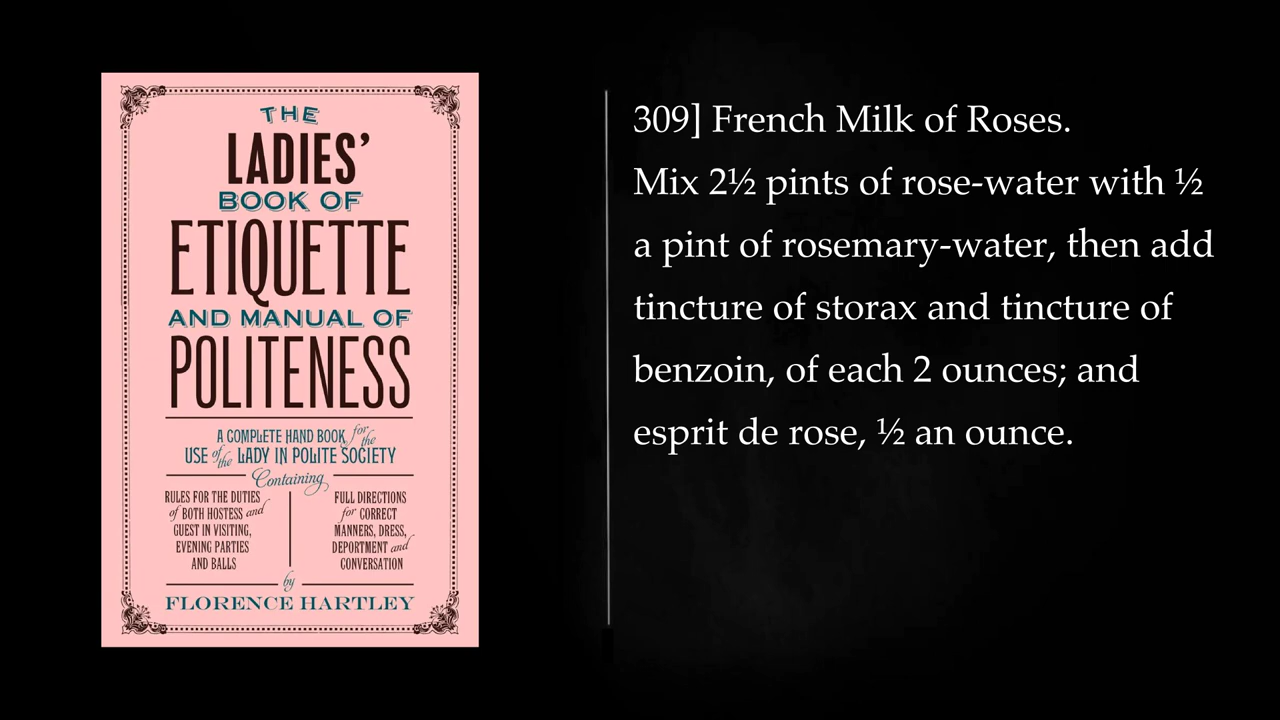 THE
LADIES'
BOOK OF
ETIQUETTE
AND MANUAL OF
POLITENESS
A COMPLETE HAND BOOK for the
USE of the LADY IN POLITE SOCIETY
Containing
RULES FOR THE DUTIES
of BOTH HOSTESS and
GUEST IN VISITING,
EVENING PARTIES
AND BALLS
FULL DIRECTIONS
for CORRECT
MANNERS, DRESS,
DEPORTMENT and
CONVERSATION
by
FLORENCE HARTLEY
309] French Milk of Roses.
Mix 2½ pints of rose-water with ½
a pint of rosemary-water, then add
tincture of storax and tincture of
benzoin, of each 2 ounces; and
esprit de rose, ½ an ounce.